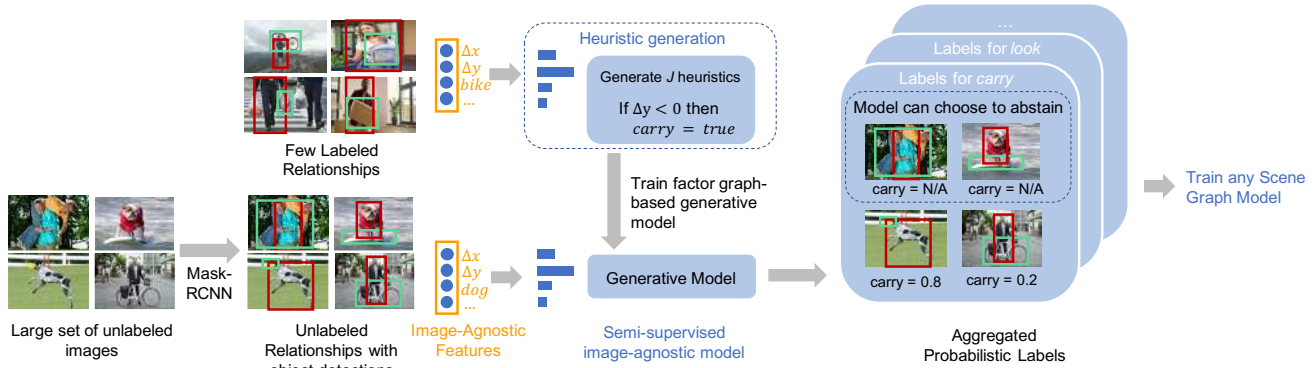 Few Labeled
Relationships
Δx
Δy
bike
...
Heuristic generation
Generate J heuristics
If Δy < 0 then
carry = true
Train factor graph-
based generative
model
Large set of unlabeled
images
Mask-
RCNN
Unlabeled
Relationships with
object detections
Δx
Δy
dog
...
Image-Agnostic
Features
Generative Model
Semi-supervised
image-agnostic model
...
Labels for look
Labels for carry
Model can choose to abstain
carry = N/A
carry = N/A
carry = 0.8
carry = 0.2
Aggregated
Probabilistic Labels
Train any Scene
Graph Model